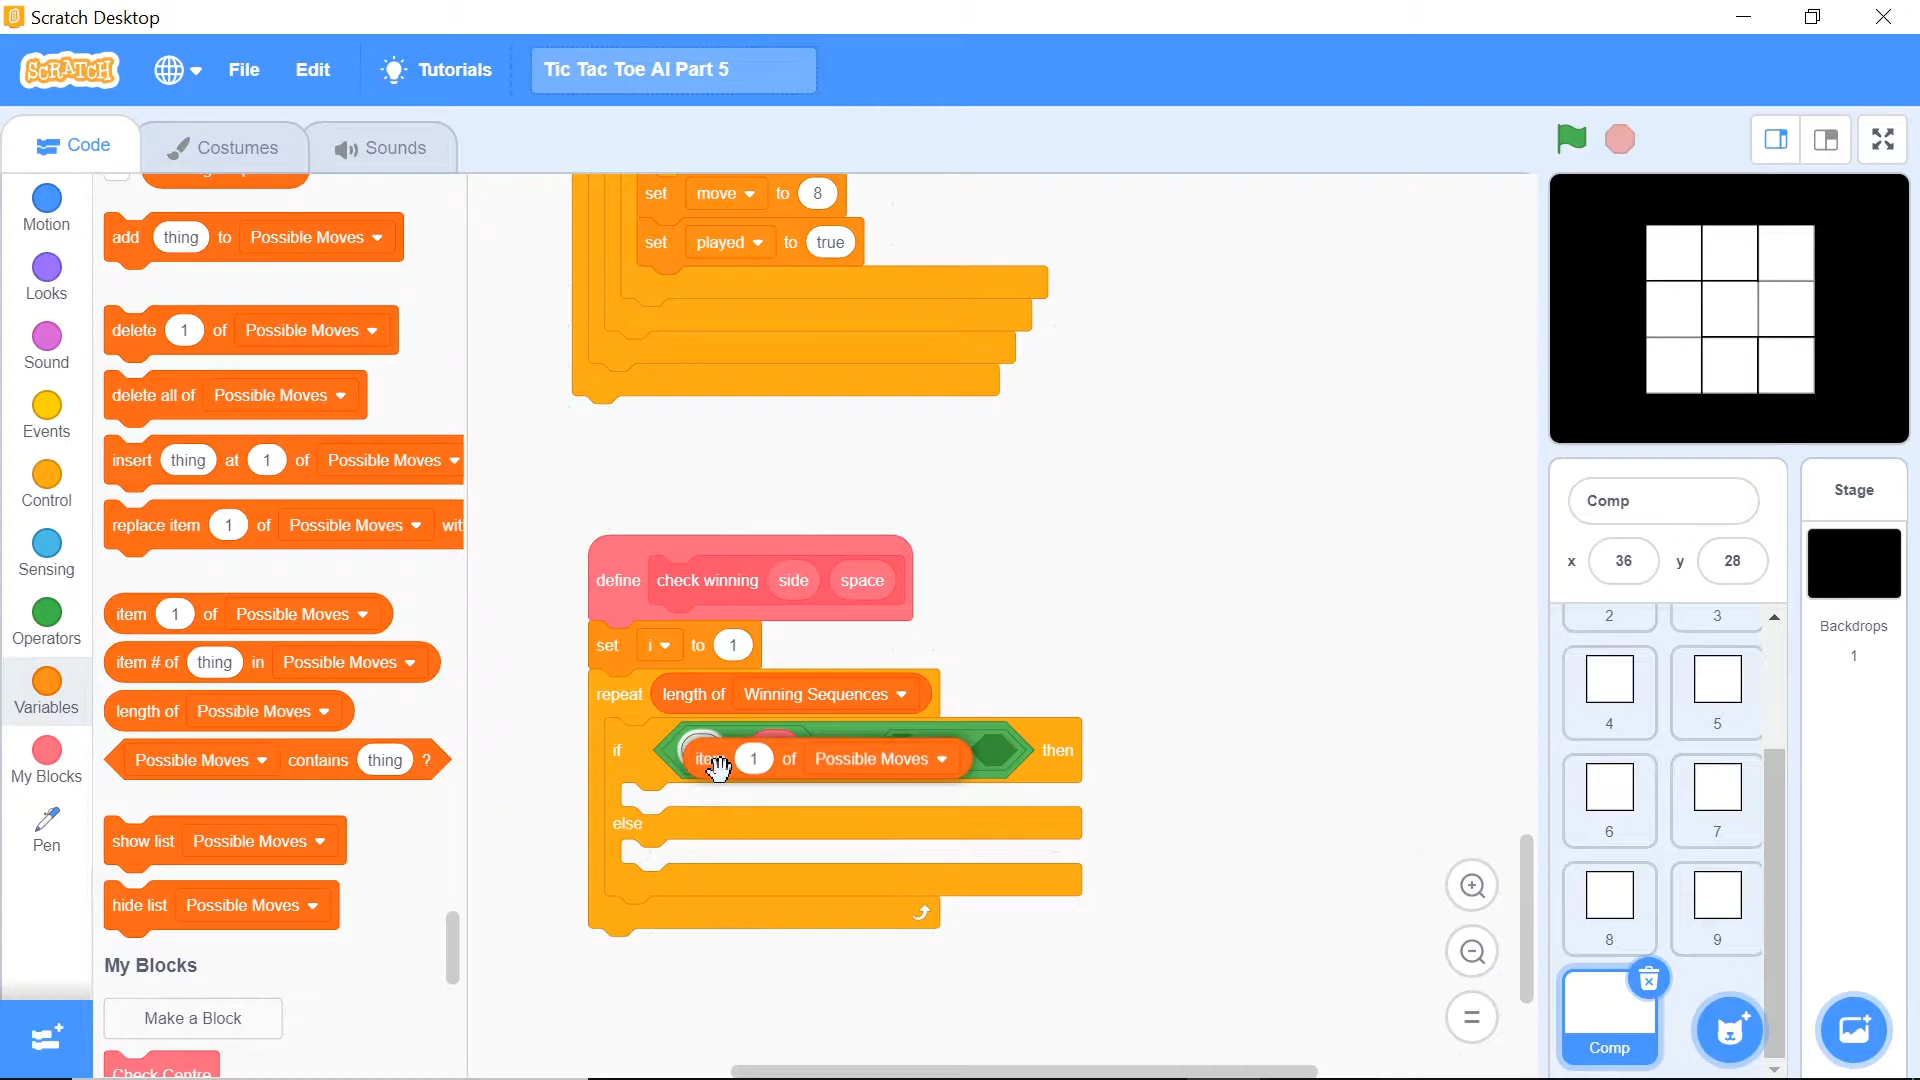 Scratch Desktop
SCRATCH
File
Edit
Tutorials
Tic Tac Toe AI Part 5
Code
Costumes
Sounds
Motion
Looks
Sound
Events
Control
Sensing
Operators
Variables
My Blocks
Pen
add thing to Possible Moves
delete 1 of Possible Moves
delete all of Possible Moves
insert thing at 1 of Possible Moves
replace item 1 of Possible Moves
item 1 of Possible Moves
item # of thing in Possible Moves
length of Possible Moves
Possible Moves contains thing ?
show list Possible Moves
hide list Possible Moves
My Blocks
Make a Block
Check Centre
set move to 8
set played to true
define check winning side space
set i to 1
repeat length of Winning Sequences
if item 1 of Possible Moves then
else
Comp
x 36 y 28
2 3
4 5
6 7
8 9
Comp
Stage
Backdrops
1